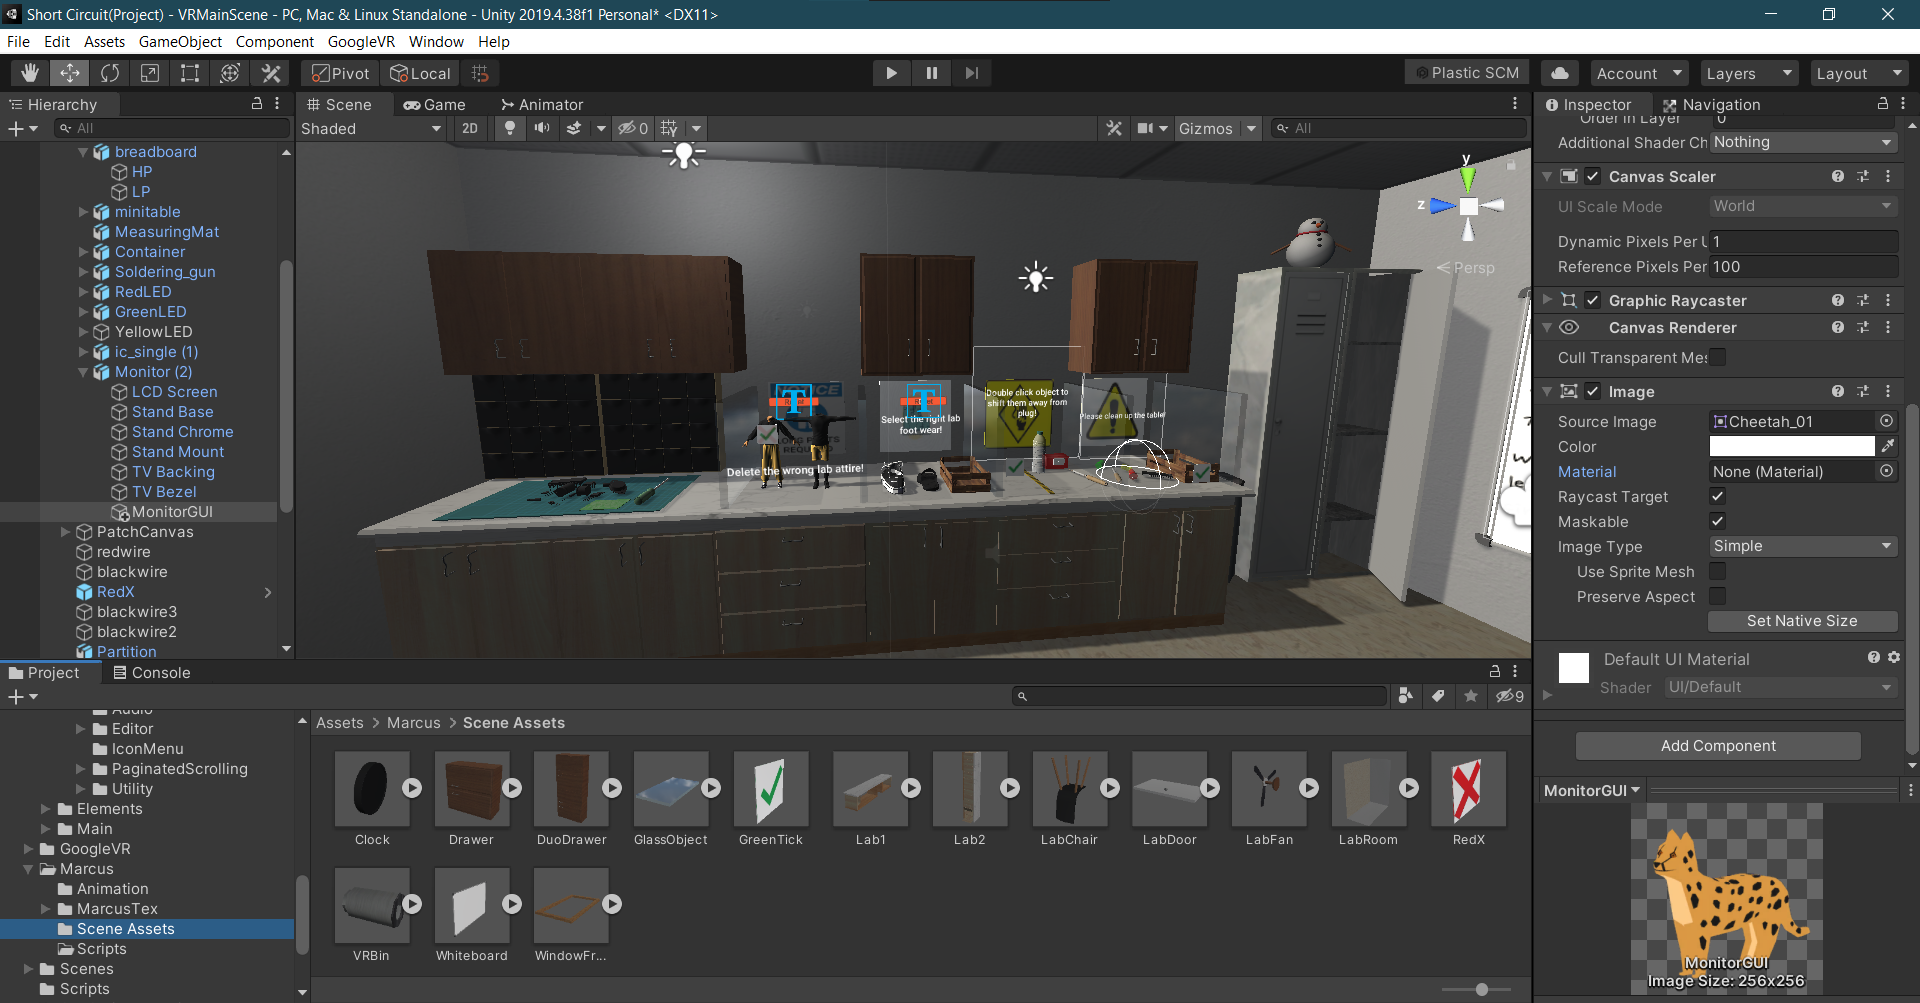 Short Circuit(Project) - VRMainScene - PC, Mac & Linux Standalone - Unity 2019.4.38f1 Personal* <DX11>
File Edit Assets GameObject Component GoogleVR Window Help
Pivot Local Plastic SCM Account Layers Layout
Hierarchy
All
breadboard
HP
LP
minitable
MeasuringMat
Container
Soldering_gun
RedLED
GreenLED
YellowLED
ic_single (1)
Monitor (2)
LCD Screen
Stand Base
Stand Chrome
Stand Mount
TV Backing
TV Bezel
MonitorGUI
PatchCanvas
redwire
blackwire
RedX
blackwire3
blackwire2
Partition
Scene Game Animator
Shaded 2D 0 Gizmos All
y
z
Persp
NOTICE
T
T
Double click object to
shift them away from
plug!
Select the right lab
foot wear!
Please clean up the table!
REQUIRED
Delete the wrong lab attire!
Inspector Navigation
Order in Layer 0
Additional Shader Ch Nothing
Canvas Scaler
UI Scale Mode World
Dynamic Pixels Per U 1
Reference Pixels Per 100
Graphic Raycaster
Canvas Renderer
Cull Transparent Mes
Image
Source Image Cheetah_01
Color
Material None (Material)
Raycast Target
Maskable
Image Type Simple
Use Sprite Mesh
Preserve Aspect
Set Native Size
Default UI Material
Shader UI/Default
Add Component
MonitorGUI
MonitorGUI
Image Size: 256x256
Project Console
9
Audio
Editor
IconMenu
PaginatedScrolling
Utility
Elements
Main
GoogleVR
Marcus
Animation
MarcusTex
Scene Assets
Scripts
Scenes
Scripts
Assets > Marcus > Scene Assets
Clock Drawer DuoDrawer GlassObject GreenTick Lab1 Lab2 LabChair LabDoor LabFan LabRoom RedX
VRBin Whiteboard WindowFr...